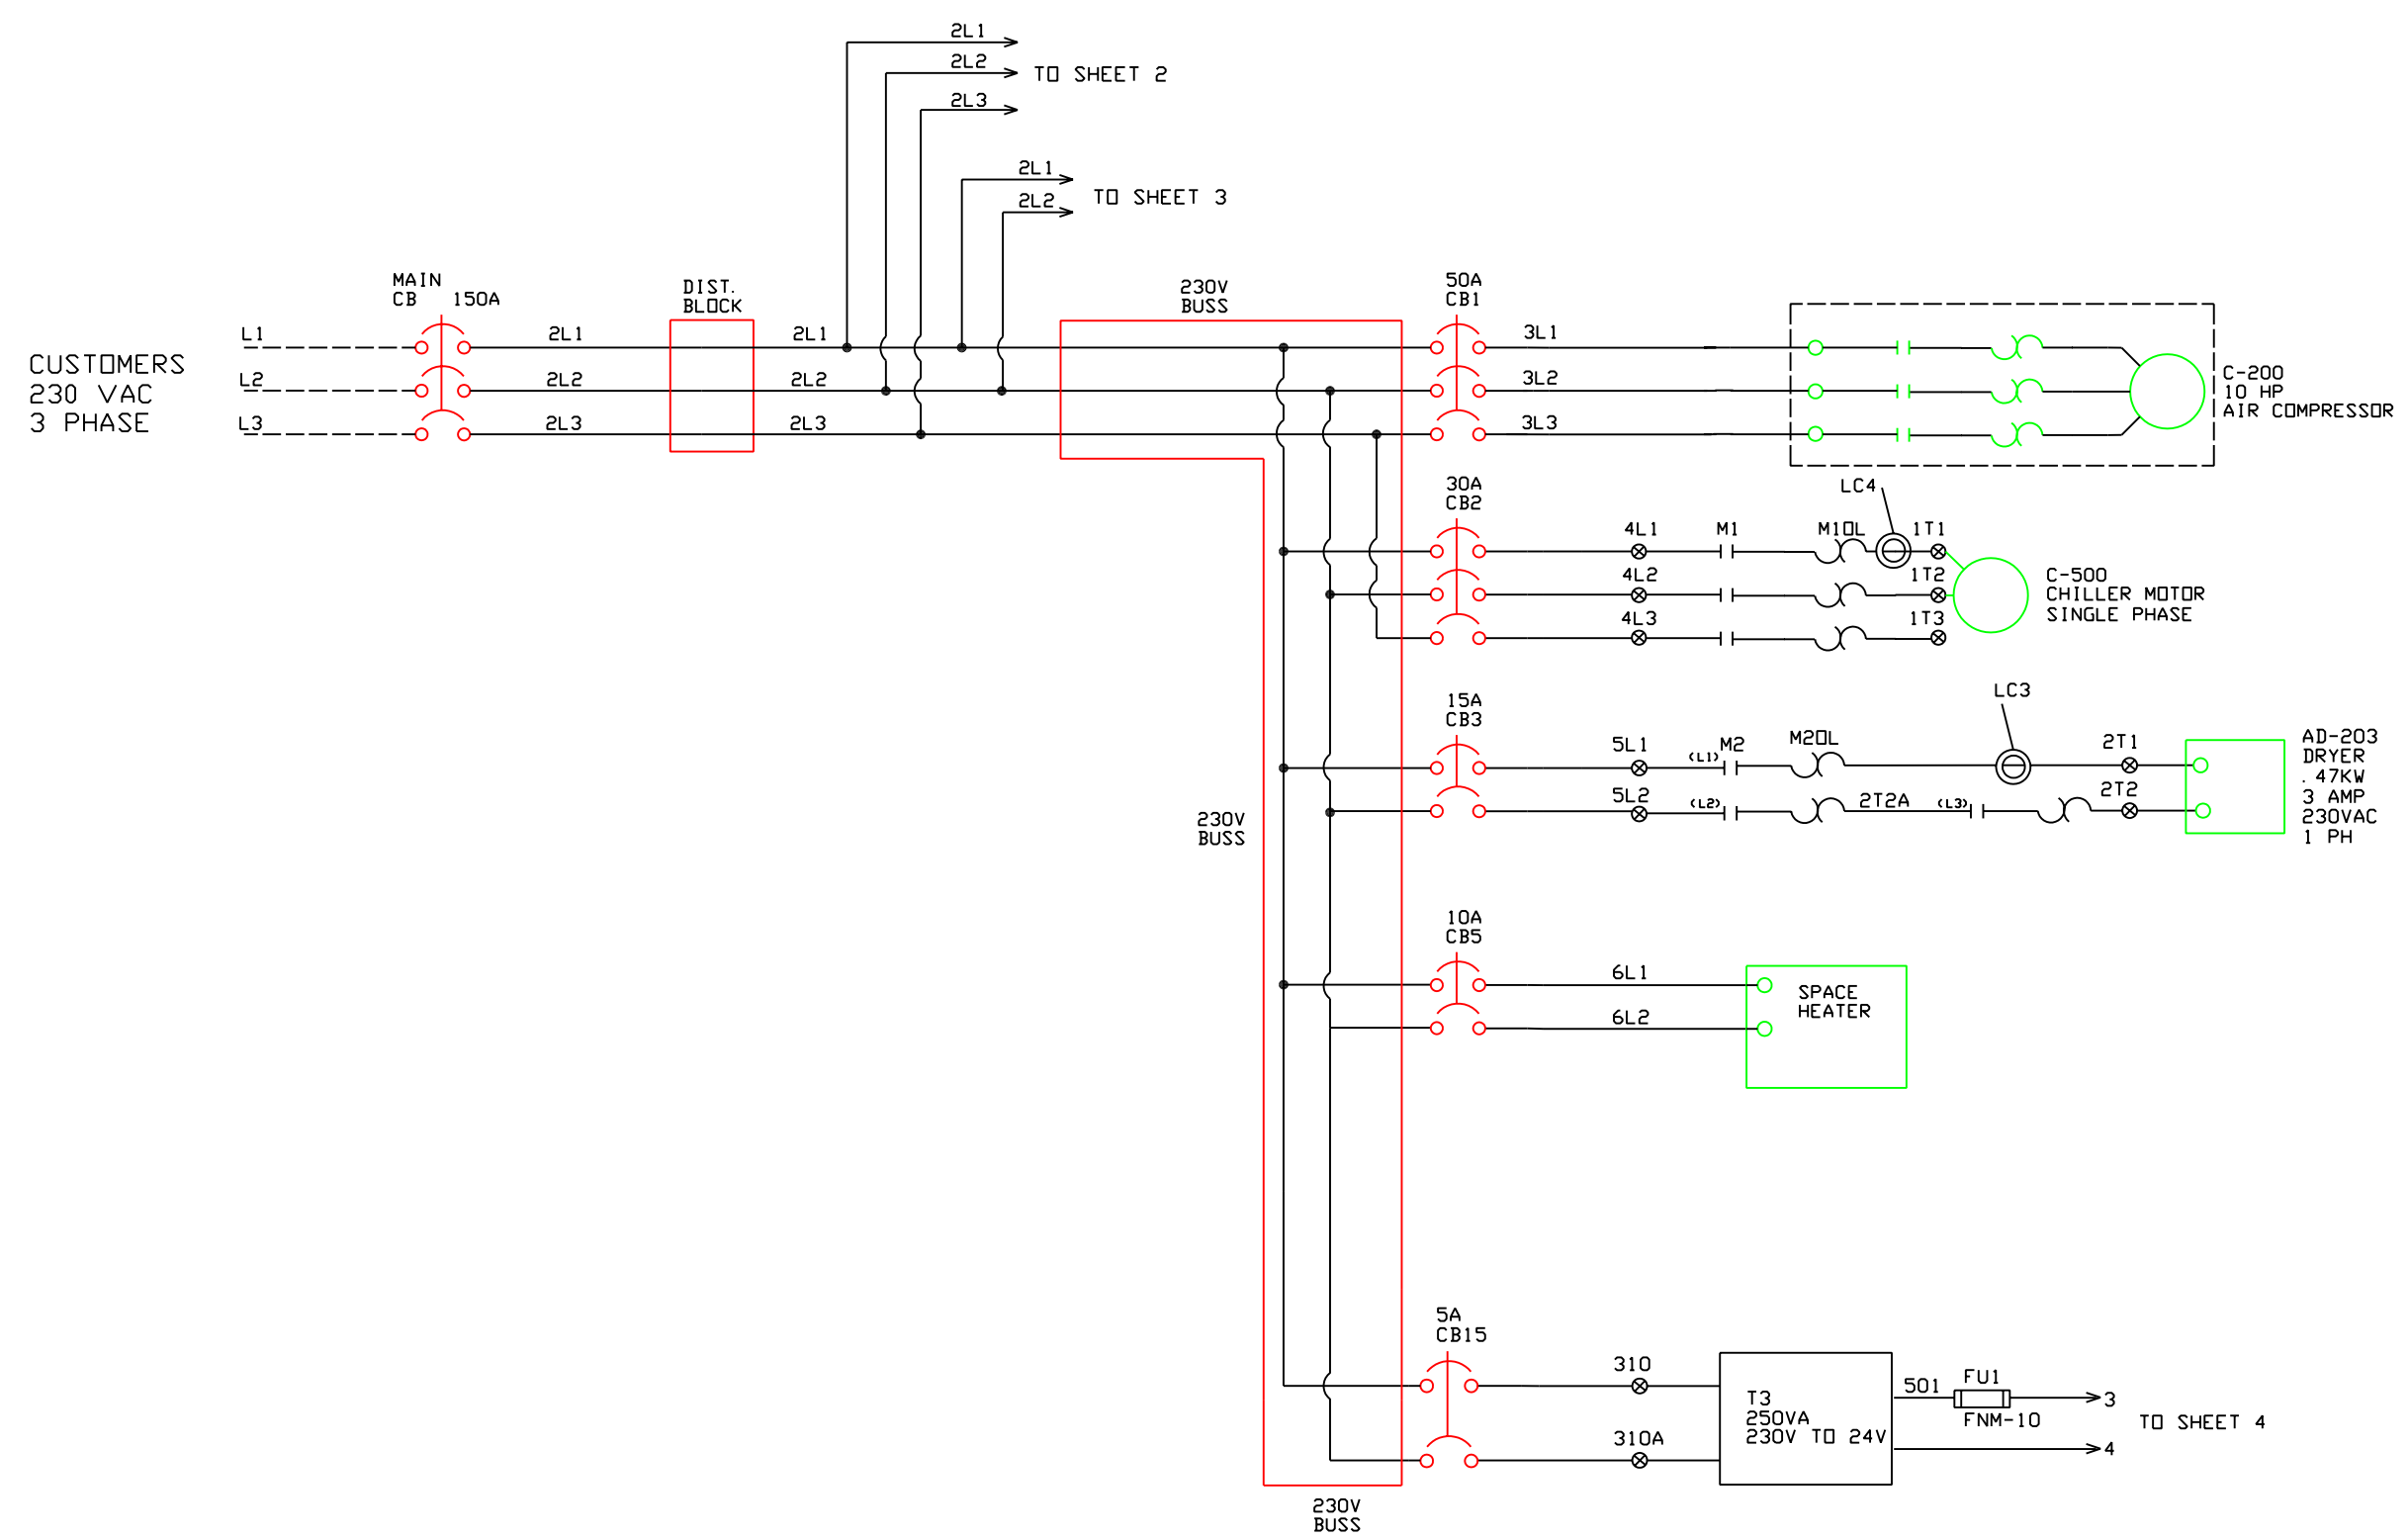 2L1
2L2
TO SHEET 2
2L3
2L1
TO SHEET 3
2L2
MAIN
CB 150A
DIST.
BLOCK
230V
BUSS
50A
CB1
CUSTOMERS
230 VAC
3 PHASE
L1
L2
L3
2L1
2L2
2L3
2L1
2L2
2L3
3L1
3L2
3L3
C-200
10 HP
AIR COMPRESSOR
30A
CB2
LC4
4L1
M1
M1OL
1T1
4L2
1T2
4L3
1T3
C-500
CHILLER MOTOR
SINGLE PHASE
15A
CB3
LC3
5L1
(L1)
M2
M2OL
2T1
5L2
(L2)
2T2A
(L3)
2T2
AD-203
DRYER
.47KW
3 AMP
230VAC
1 PH
230V
BUSS
10A
CB5
6L1
6L2
SPACE
HEATER
5A
CB15
310
310A
T3
250VA
230V TO 24V
501
FU1
FNM-10
3
TO SHEET 4
4
230V
BUSS